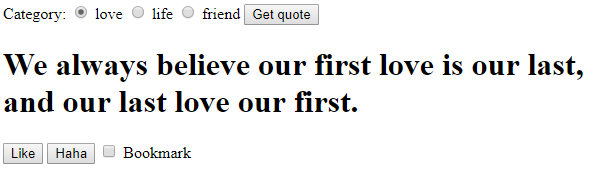 Category: love life friend Get quote
We always believe our first love is our last,
and our last love our first.
Like Haha Bookmark